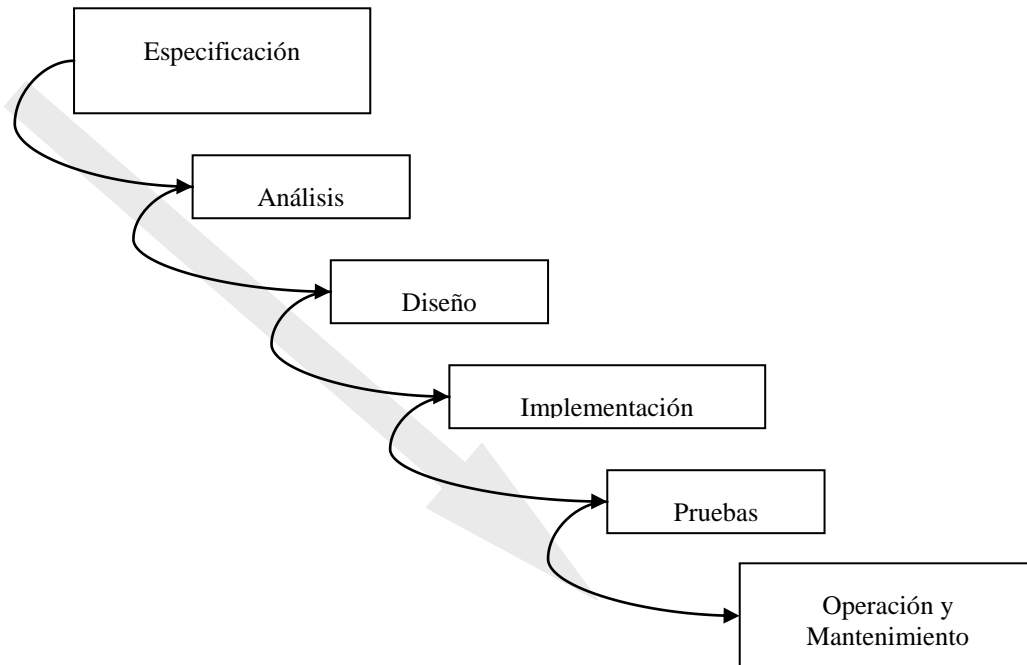 Especificación
Análisis
Diseño
Implementación
Pruebas
Operación y
Mantenimiento